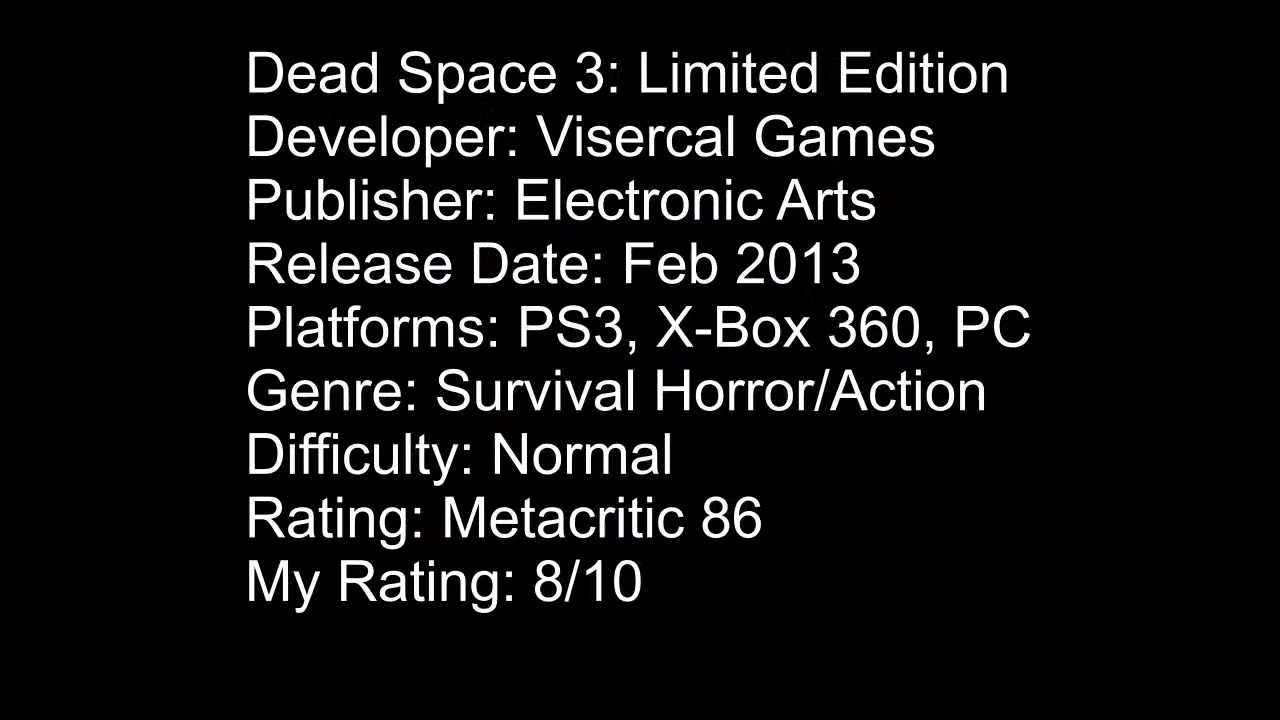 Dead Space 3: Limited Edition
Developer: Visercal Games
Publisher: Electronic Arts
Release Date: Feb 2013
Platforms: PS3, X-Box 360, PC
Genre: Survival Horror/Action
Difficulty: Normal
Rating: Metacritic 86
My Rating: 8/10